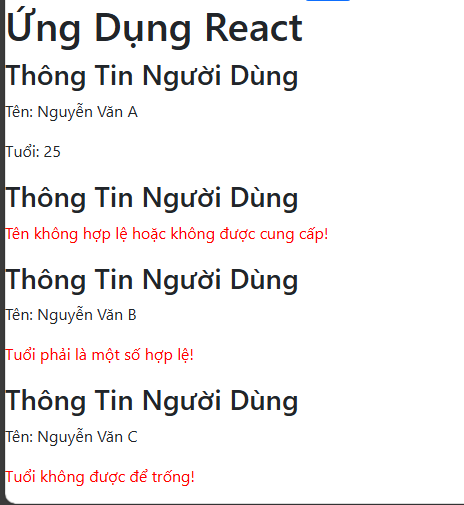 Ứng Dụng React
Thông Tin Người Dùng
Tên: Nguyễn Văn A
Tuổi: 25
Thông Tin Người Dùng
Tên không hợp lệ hoặc không được cung cấp!
Thông Tin Người Dùng
Tên: Nguyễn Văn B
Tuổi phải là một số hợp lệ!
Thông Tin Người Dùng
Tên: Nguyễn Văn C
Tuổi không được để trống!